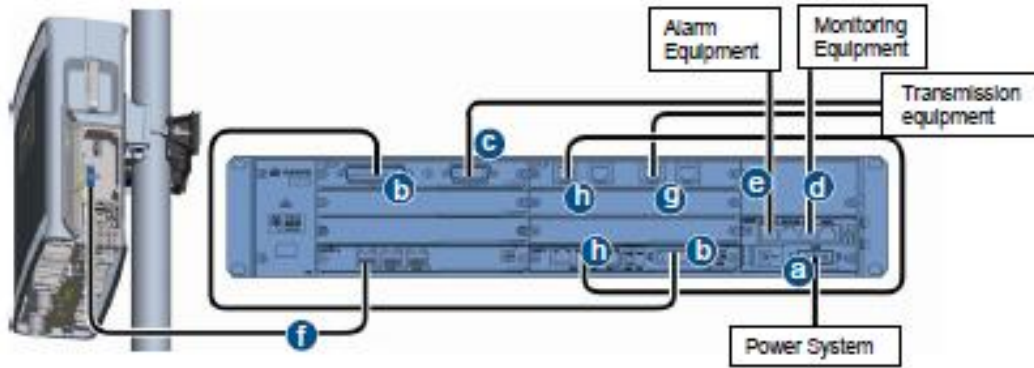 Alarm
Equipment
Monitoring
Equipment
Transmission
equipment
c
b
h
g
e
d
h
b
a
f
Power System